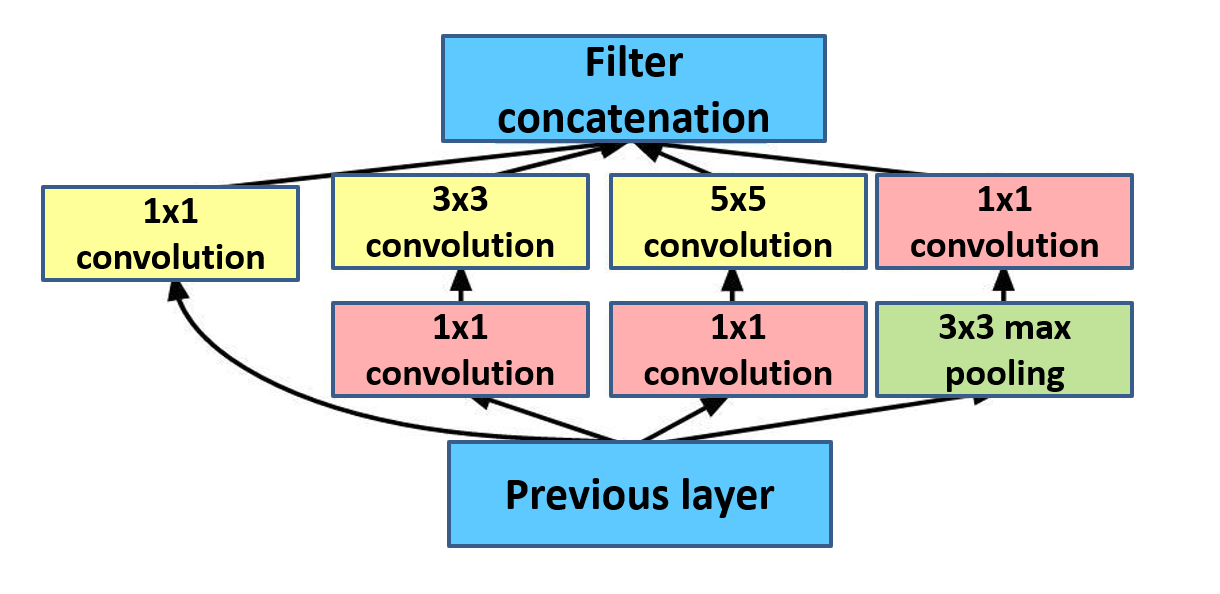 Filter
concatenation
1x1
convolution
3x3
convolution
5x5
convolution
1x1
convolution
1x1
convolution
1x1
convolution
3x3 max
pooling
Previous layer